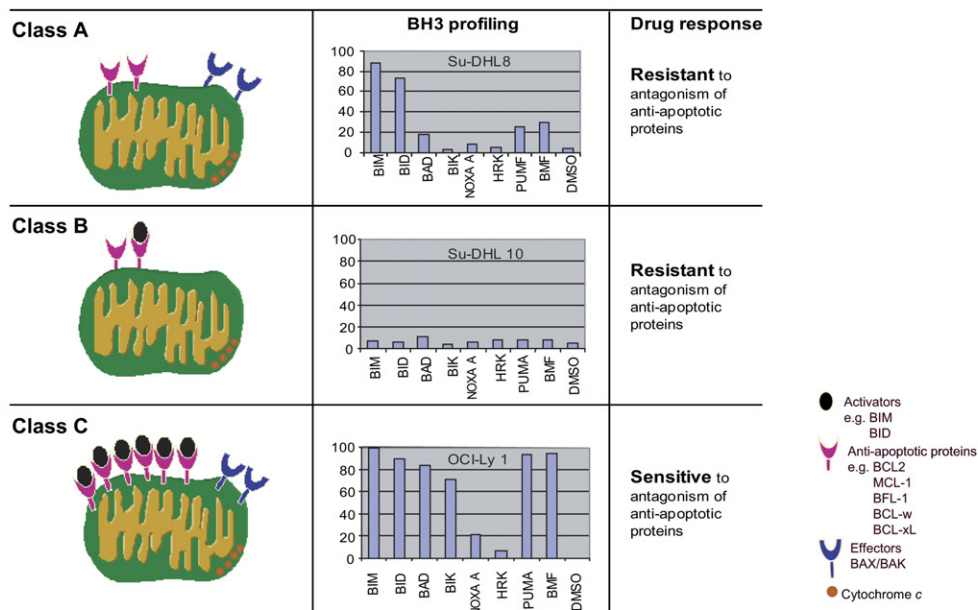 Class A
BH3 profiling
Drug response
Su-DHL8
100
80
60
40
20
0
BIM
BID
BAD
BIK
NOXA A
HRK
PUMF
BMF
DMSO
Resistant to
antagonism of
anti-apoptotic
proteins
Class B
Su-DHL 10
100
80
60
40
20
0
BIM
BID
BAD
BIK
NOXA A
HRK
PUMA
BMF
DMSO
Resistant to
antagonism of
anti-apoptotic
proteins
Class C
OCI-Ly 1
100
80
60
40
20
0
BIM
BID
BAD
BIK
NOXA A
HRK
PUMA
BMF
DMSO
Sensitive to
antagonism of
anti-apoptotic
proteins
Activators
e.g. BIM
BID
Anti-apoptotic proteins
e.g. BCL2
MCL-1
BFL-1
BCL-w
BCL-xL
Effectors
BAX/BAK
Cytochrome c